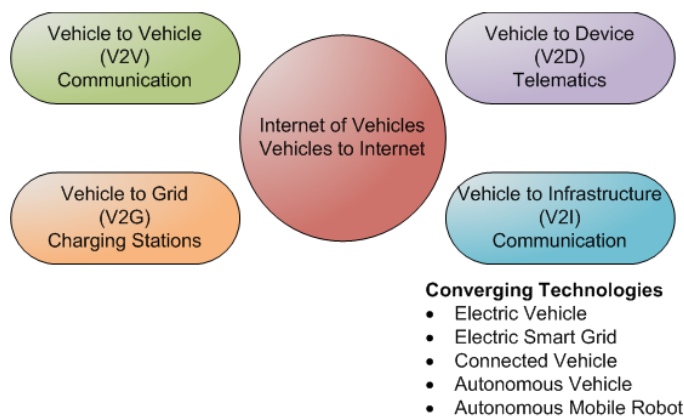 Vehicle to Vehicle
(V2V)
Communication
Vehicle to Device
(V2D)
Telematics
Internet of Vehicles
Vehicles to Internet
Vehicle to Grid
(V2G)
Charging Stations
Vehicle to Infrastructure
(V2I)
Communication
Converging Technologies
• Electric Vehicle
• Electric Smart Grid
• Connected Vehicle
• Autonomous Vehicle
• Autonomous Mobile Robot